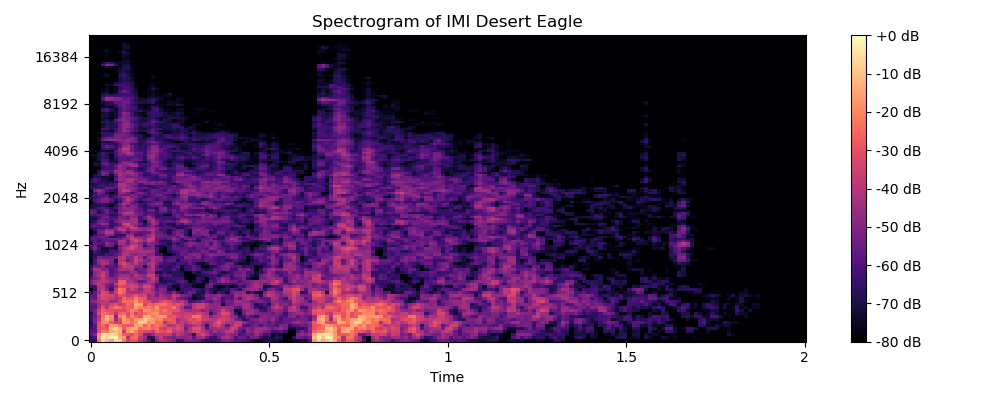 Spectrogram of IMI Desert Eagle
16384
8192
4096
2048
1024
512
0
Hz
0
0.5
1
1.5
2
Time
+0 dB
-10 dB
-20 dB
-30 dB
-40 dB
-50 dB
-60 dB
-70 dB
-80 dB